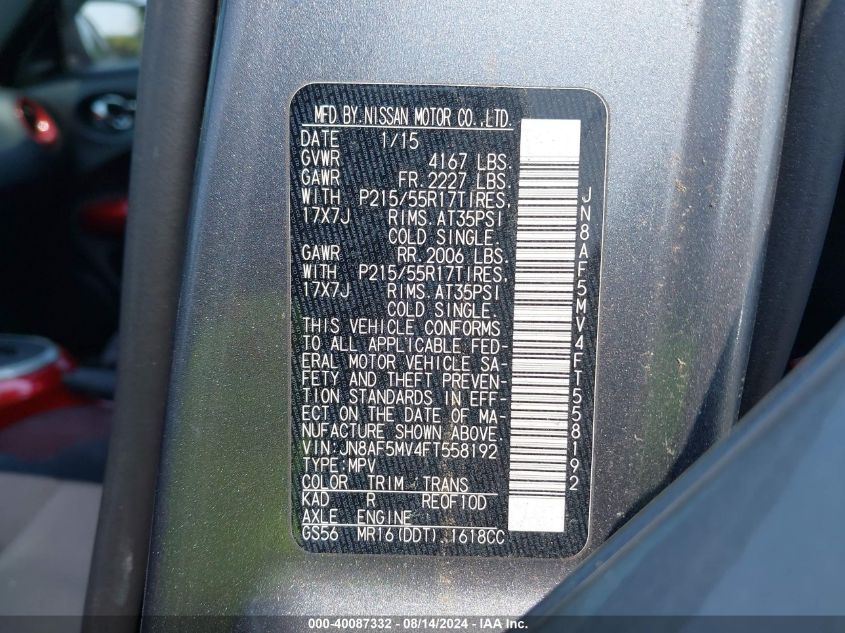 MFD BY.NISSAN MOTOR CO.,LTD.
DATE 1/15
GVWR 4167 LBS.
GAWR FR.2227 LBS.
WITH P215/55R17TIRES,
17X7J RIMS.AT35PSI
COLD SINGLE.
GAWR RR.2006 LBS.
WITH P215/55R17TIRES,
17X7J RIMS.AT35PSI
COLD SINGLE.
THIS VEHICLE CONFORMS
TO ALL APPLICABLE FED-
ERAL MOTOR VEHICLE SA-
FETY AND THEFT PREVEN-
TION STANDARDS IN EFF-
ECT ON THE DATE OF MA-
NUFACTURE SHOWN ABOVE.
VIN:JN8AF5MV4FT558192
TYPE:MPV
COLOR TRIM TRANS
KAD R RE0F10D
AXLE ENGINE
GS56 MR16(DDT) 1618CC
JN8AF5MV4FT558192
000-40087332 - 08/14/2024 - IAA Inc.